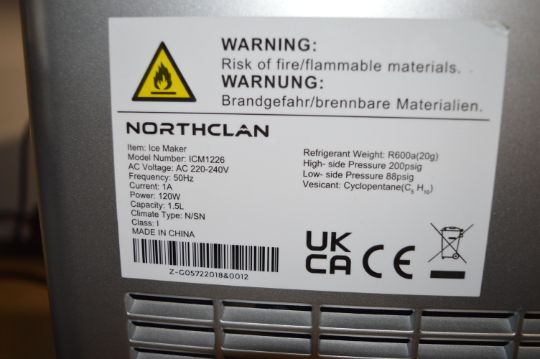 WARNING:
Risk of fire/flammable materials.
WARNUNG:
Brandgefahr/brennbare Materialien.
NORTHCLAN
Item: Ice Maker
Model Number: ICM1226
AC Voltage: AC 220-240V
Frequency: 50Hz
Current: 1A
Power: 120W
Capacity: 1.5L
Climate Type: N/SN
Class: I
MADE IN CHINA
Refrigerant Weight: R600a(20g)
High- side Pressure 200psig
Low- side Pressure 88psig
Vesicant: Cyclopentane(C5 H10)
Z-G05722018&0012
UK
CA CE